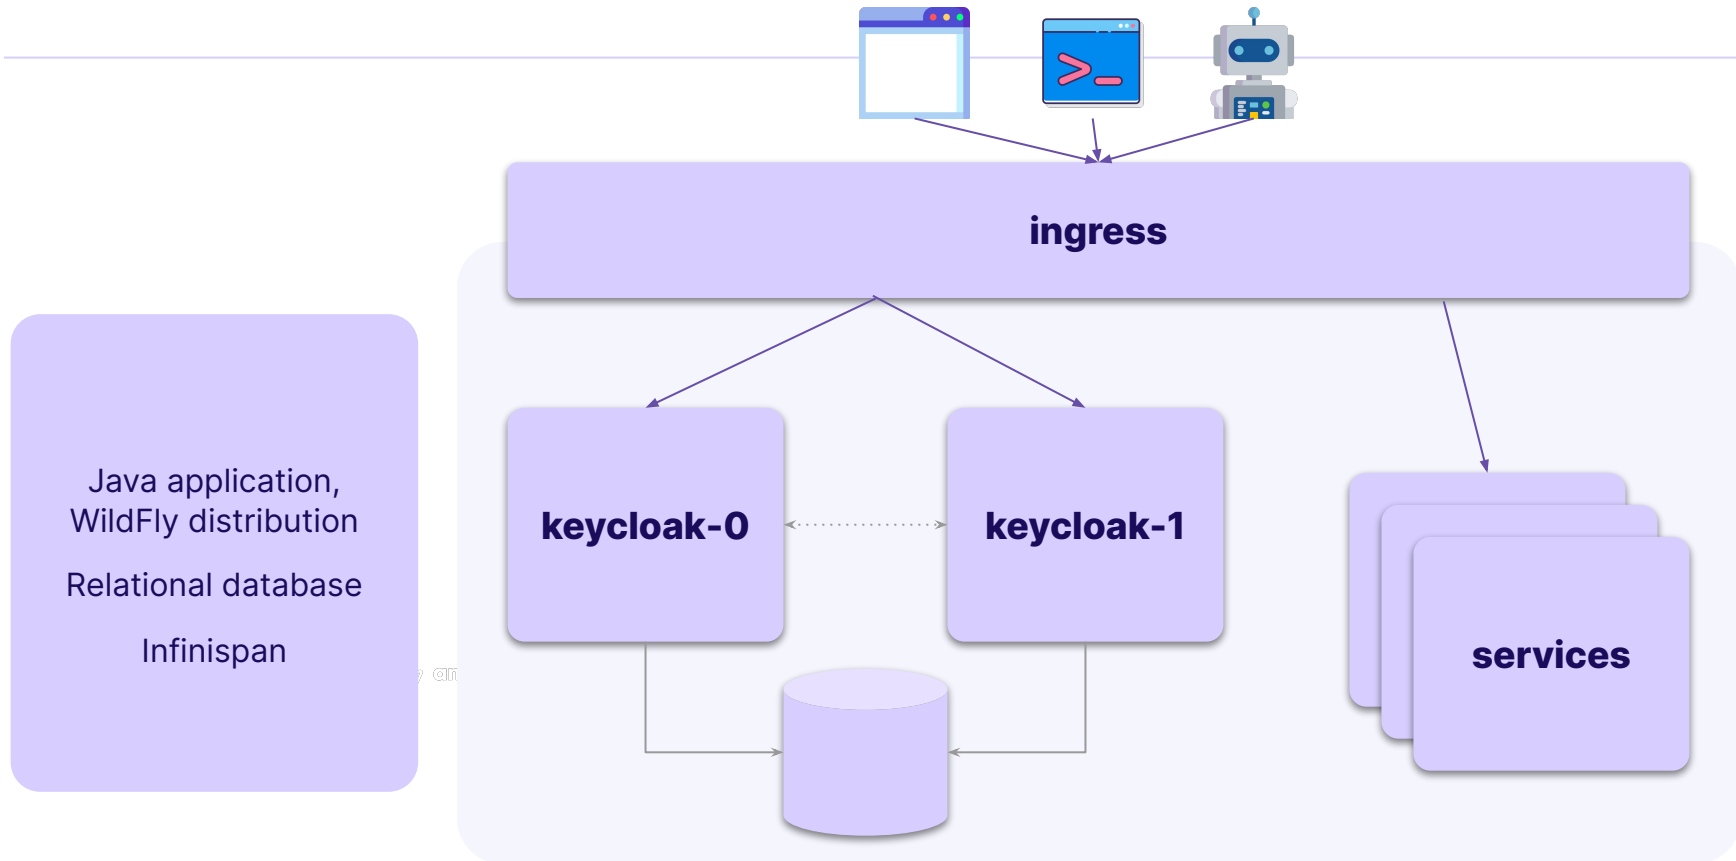 ingress
Java application,
WildFly distribution
Relational database
Infinispan
keycloak-0
keycloak-1
services